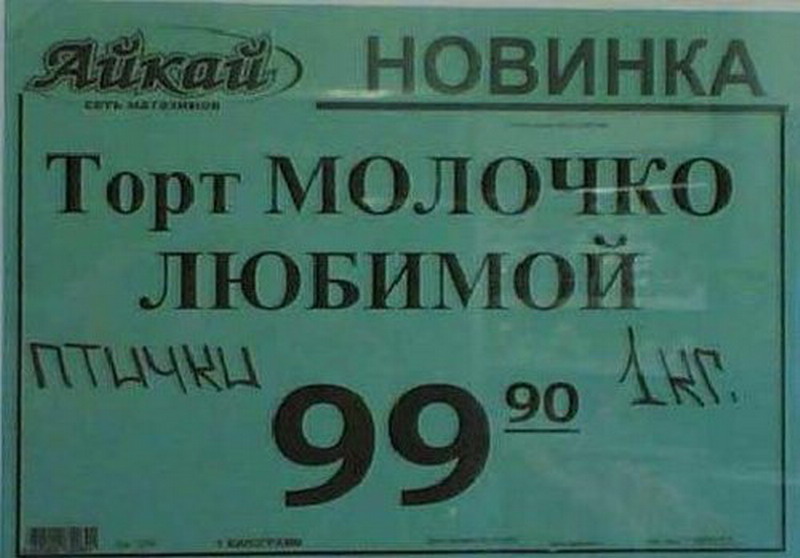 Айкай НОВИНКА
сеть магазинов
Торт МОЛОЧКО
ЛЮБИМОЙ
птички 99 90 1 кг.
1 КИЛОГРАММ